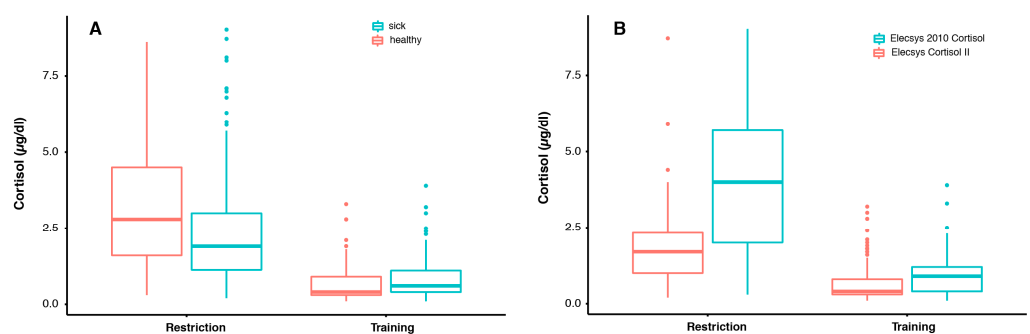 A
sick
healthy
7.5
5.0
2.5
0.0
Cortisol (µg/dl)
Restriction
Training
B
Elecsys 2010 Cortisol
Elecsys Cortisol II
7.5
5.0
2.5
0.0
Cortisol (µg/dl)
Restriction
Training